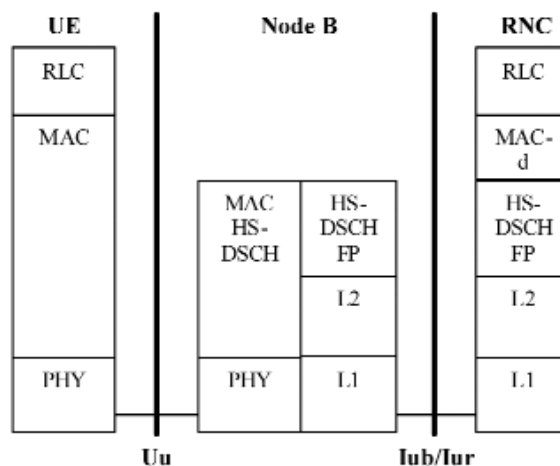 UE
Node B
RNC
RLC
MAC
PHY
MAC
HS-
DSCH
PHY
HS-
DSCH
FP
L2
L1
RLC
MAC-
d
HS-
DSCH
FP
L2
L1
Uu
Iub/Iur